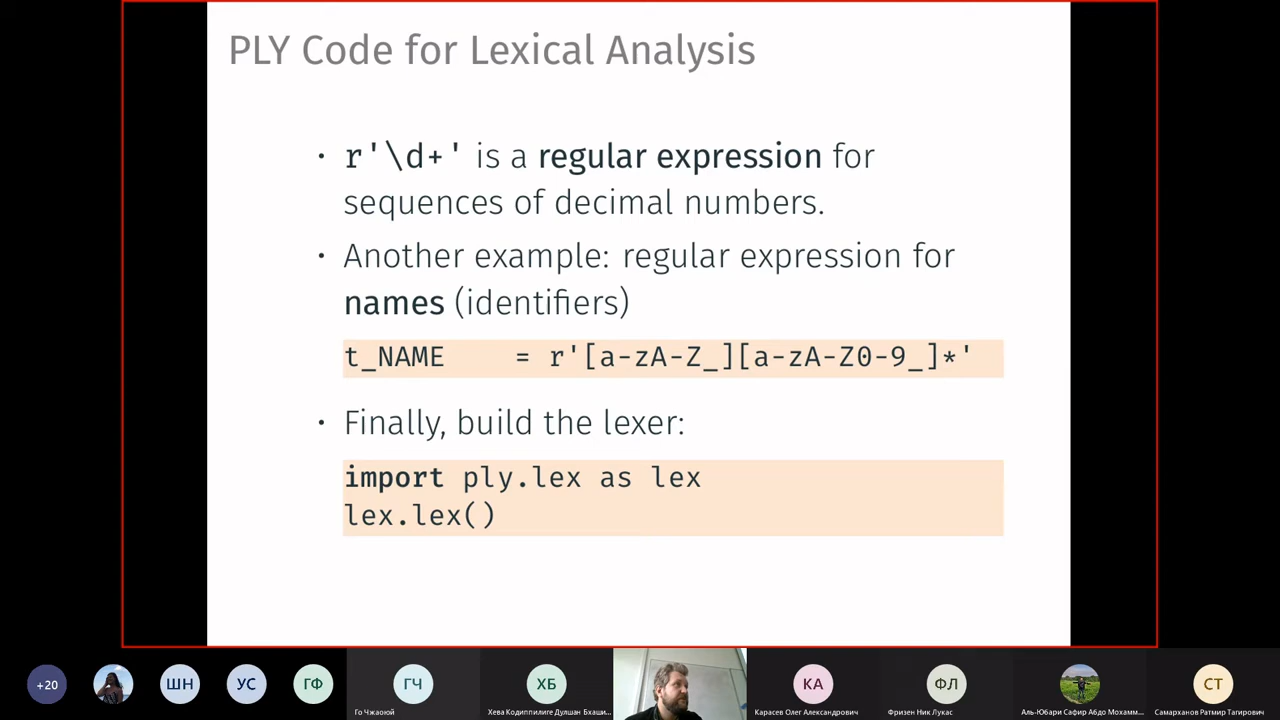 PLY Code for Lexical Analysis
• r'\d+' is a regular expression for
sequences of decimal numbers.
• Another example: regular expression for
names (identifiers)
t_NAME = r'[a-zA-Z_][a-zA-Z0-9_]*'
• Finally, build the lexer:
import ply.lex as lex
lex.lex()
+20
ШН
УС
ГФ
ГЧ
ХБ
КА
ФЛ
СТ
Го Чжаоюй
Хева Кодиппилиге Дулшан Бхаши...
Карасев Олег Александрович
Фризен Ник Лукас
Аль-Юбари Сафир Абдо Мохамм...
Самарханов Ратмир Тагирович